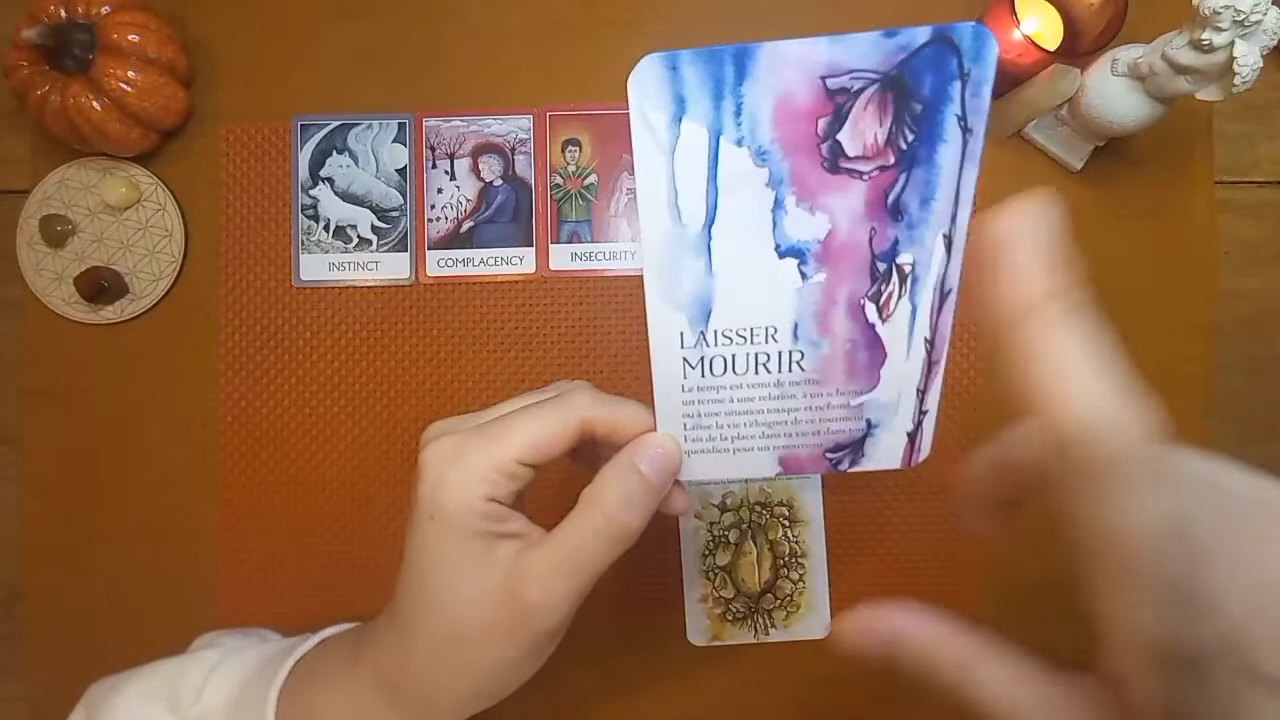 INSTINCT
COMPLACENCY
INSECURITY
LAISSER
MOURIR
Le temps est venu de mettre
un terme à une relation, à un schéma
ou à une situation toxique et néfaste.
Laisse la vie t'éloigner de ce tourment
Fais de la place dans ta vie et dans ton
quotidien pour un renouveau.